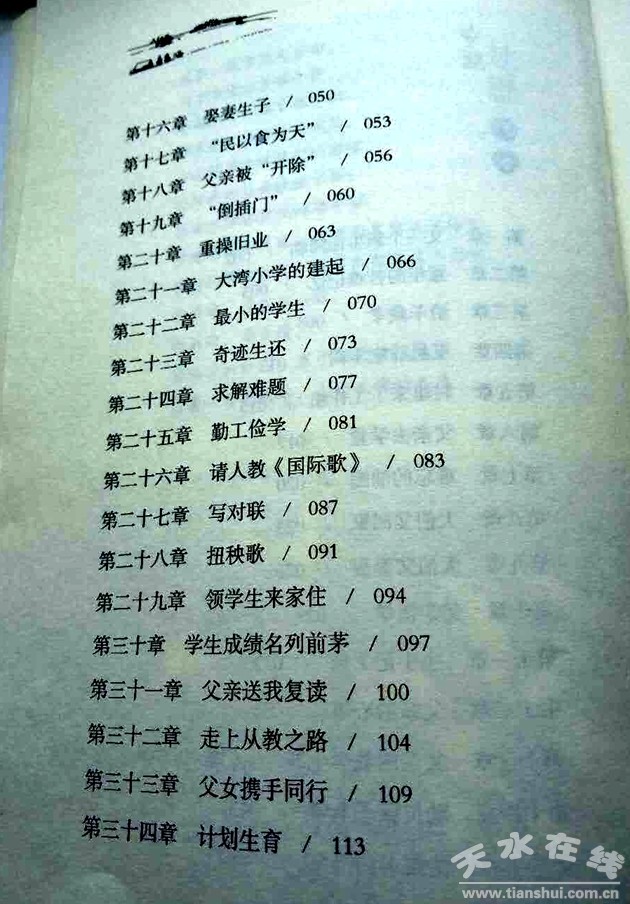 第十六章 娶妻生子 / 050
第十七章 “民以食为天” / 053
第十八章 父亲被“开除” / 056
第十九章 “倒插门” / 060
第二十章 重操旧业 / 063
第二十一章 大湾小学的建起 / 066
第二十二章 最小的学生 / 070
第二十三章 奇迹生还 / 073
第二十四章 求解难题 / 077
第二十五章 勤工俭学 / 081
第二十六章 请人教《国际歌》 / 083
第二十七章 写对联 / 087
第二十八章 扭秧歌 / 091
第二十九章 领学生来家住 / 094
第三十章 学生成绩名列前茅 / 097
第三十一章 父亲送我复读 / 100
第三十二章 走上从教之路 / 104
第三十三章 父女携手同行 / 109
第三十四章 计划生育 / 113
天水在线
www.tianshui.com.cn